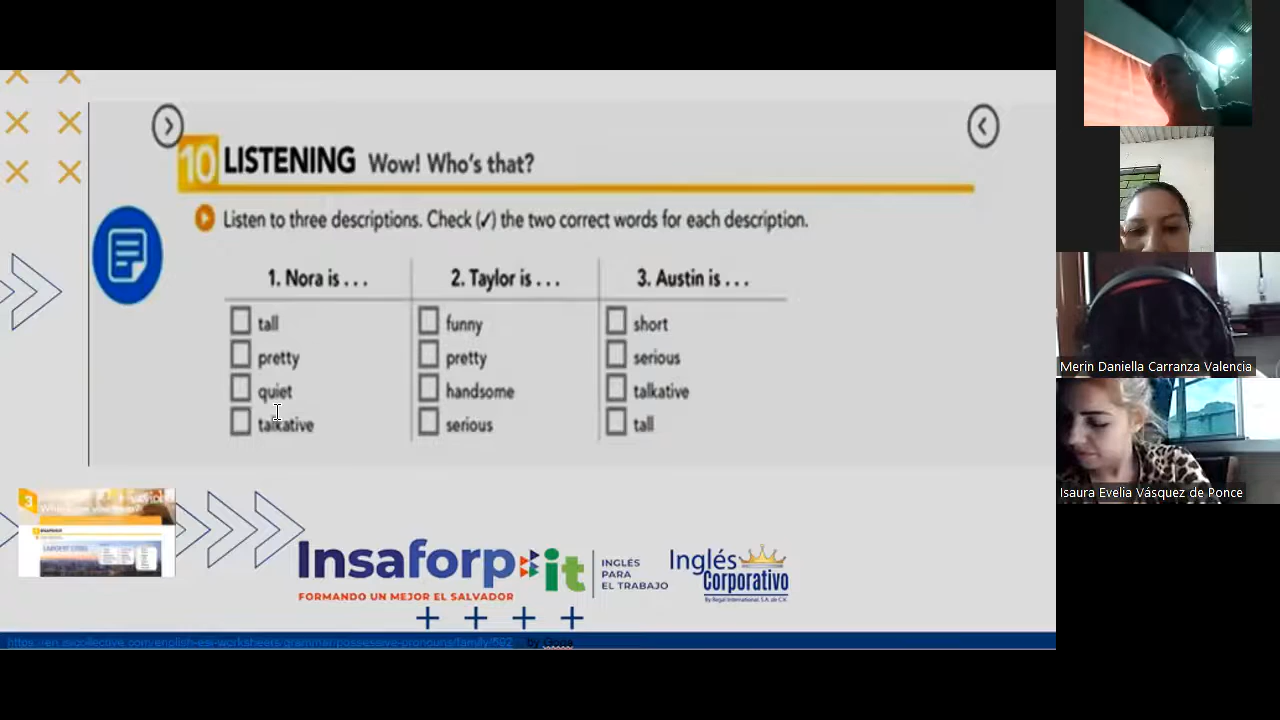 10 LISTENING Wow! Who's that?
Listen to three descriptions. Check (✓) the two correct words for each description.
1. Nora is . . .
tall
pretty
quiet
talkative
2. Taylor is . . .
funny
pretty
handsome
serious
3. Austin is . . .
short
serious
talkative
tall
3
LARGEST CITIES
Insaforp
FORMANDO UN MEJOR EL SALVADOR
it
INGLÉS
PARA
EL TRABAJO
Inglés
Corporativo
Merin Daniella Carranza Valencia
Isaura Evelia Vásquez de Ponce